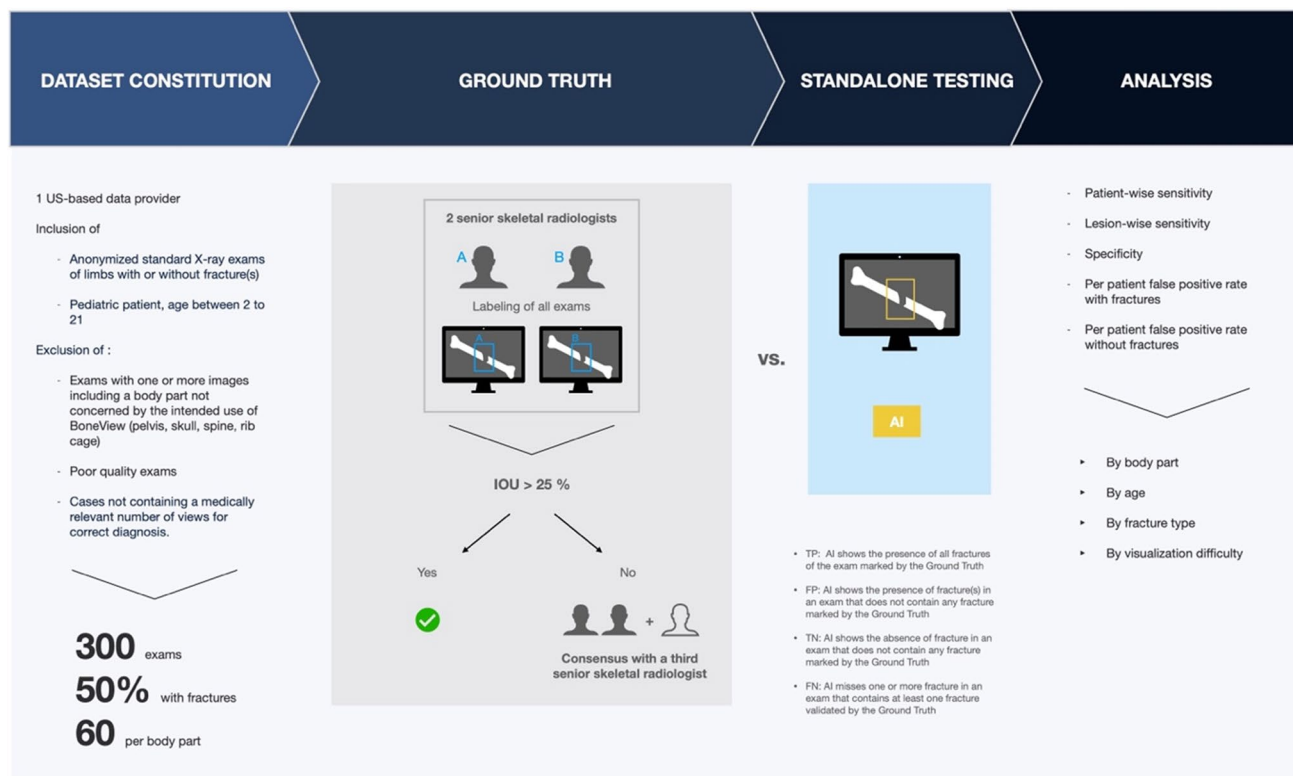 DATASET CONSTITUTION
GROUND TRUTH
STANDALONE TESTING
ANALYSIS
1 US-based data provider
Inclusion of
- Anonymized standard X-ray exams
of limbs with or without fracture(s)
- Pediatric patient, age between 2 to
21
Exclusion of :
- Exams with one or more images
including a body part not
concerned by the intended use of
BoneView (pelvis, skull, spine, rib
cage)
- Poor quality exams
- Cases not containing a medically
relevant number of views for
correct diagnosis.
300 exams
50% with fractures
60 per body part
2 senior skeletal radiologists
A
B
Labeling of all exams
A
B
IOU > 25 %
Yes
No
+
Consensus with a third
senior skeletal radiologist
vs.
AI
• TP: AI shows the presence of all fractures
of the exam marked by the Ground Truth
• FP: AI shows the presence of fracture(s) in
an exam that does not contain any fracture
marked by the Ground Truth
• TN: AI shows the absence of fracture in an
exam that does not contain any fracture
marked by the Ground Truth
• FN: AI misses one or more fracture in an
exam that contains at least one fracture
validated by the Ground Truth
- Patient-wise sensitivity
- Lesion-wise sensitivity
- Specificity
- Per patient false positive rate
with fractures
- Per patient false positive rate
without fractures
‣ By body part
‣ By age
‣ By fracture type
‣ By visualization difficulty